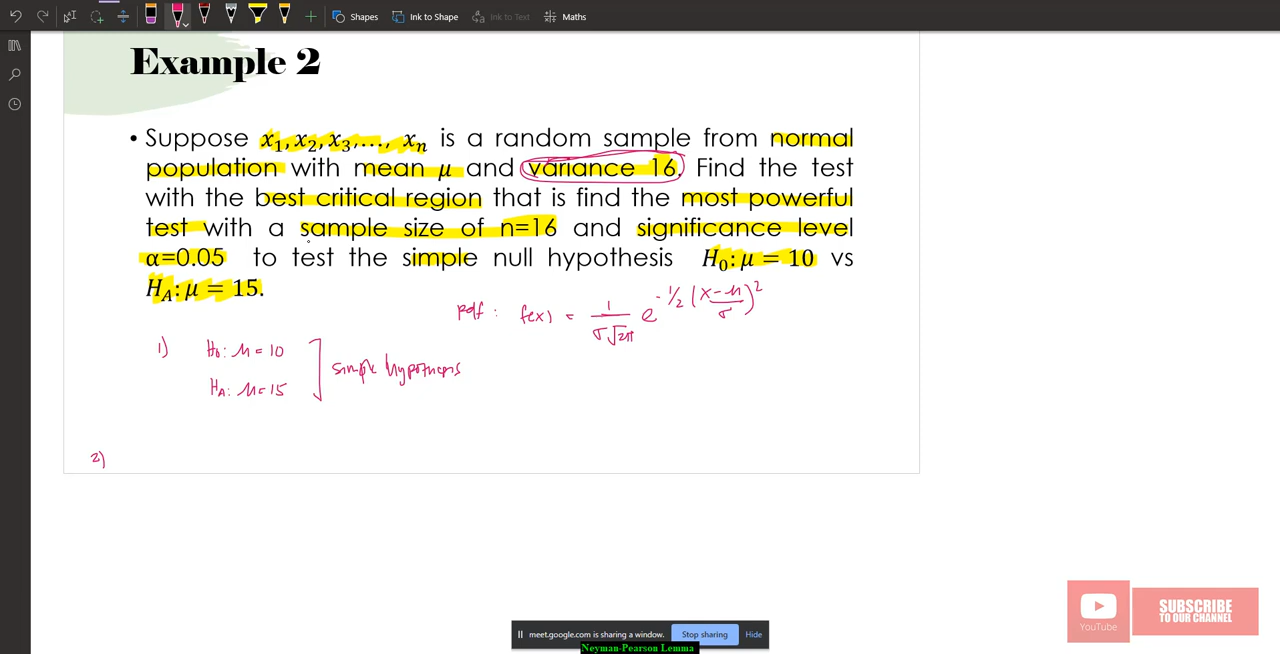 Shapes Ink to Shape Ink to Text Maths
Example 2
• Suppose x₁, x₂, x₃, …., xₙ is a random sample from normal
population with mean μ and variance 16. Find the test
with the best critical region that is find the most powerful
test with a sample size of n=16 and significance level
α=0.05 to test the simple null hypothesis H₀: μ = 10 vs
H_A: μ = 15.
pdf : f(x) = 1/(σ√2π) e^(-1/2 ((x-μ)/σ)²)
1) H₀: μ = 10
simple hypothesis
H_A: μ = 15
2)
YouTube
SUBSCRIBE
TO OUR CHANNEL
meet.google.com is sharing a window. Stop sharing Hide
Neyman-Pearson Lemma